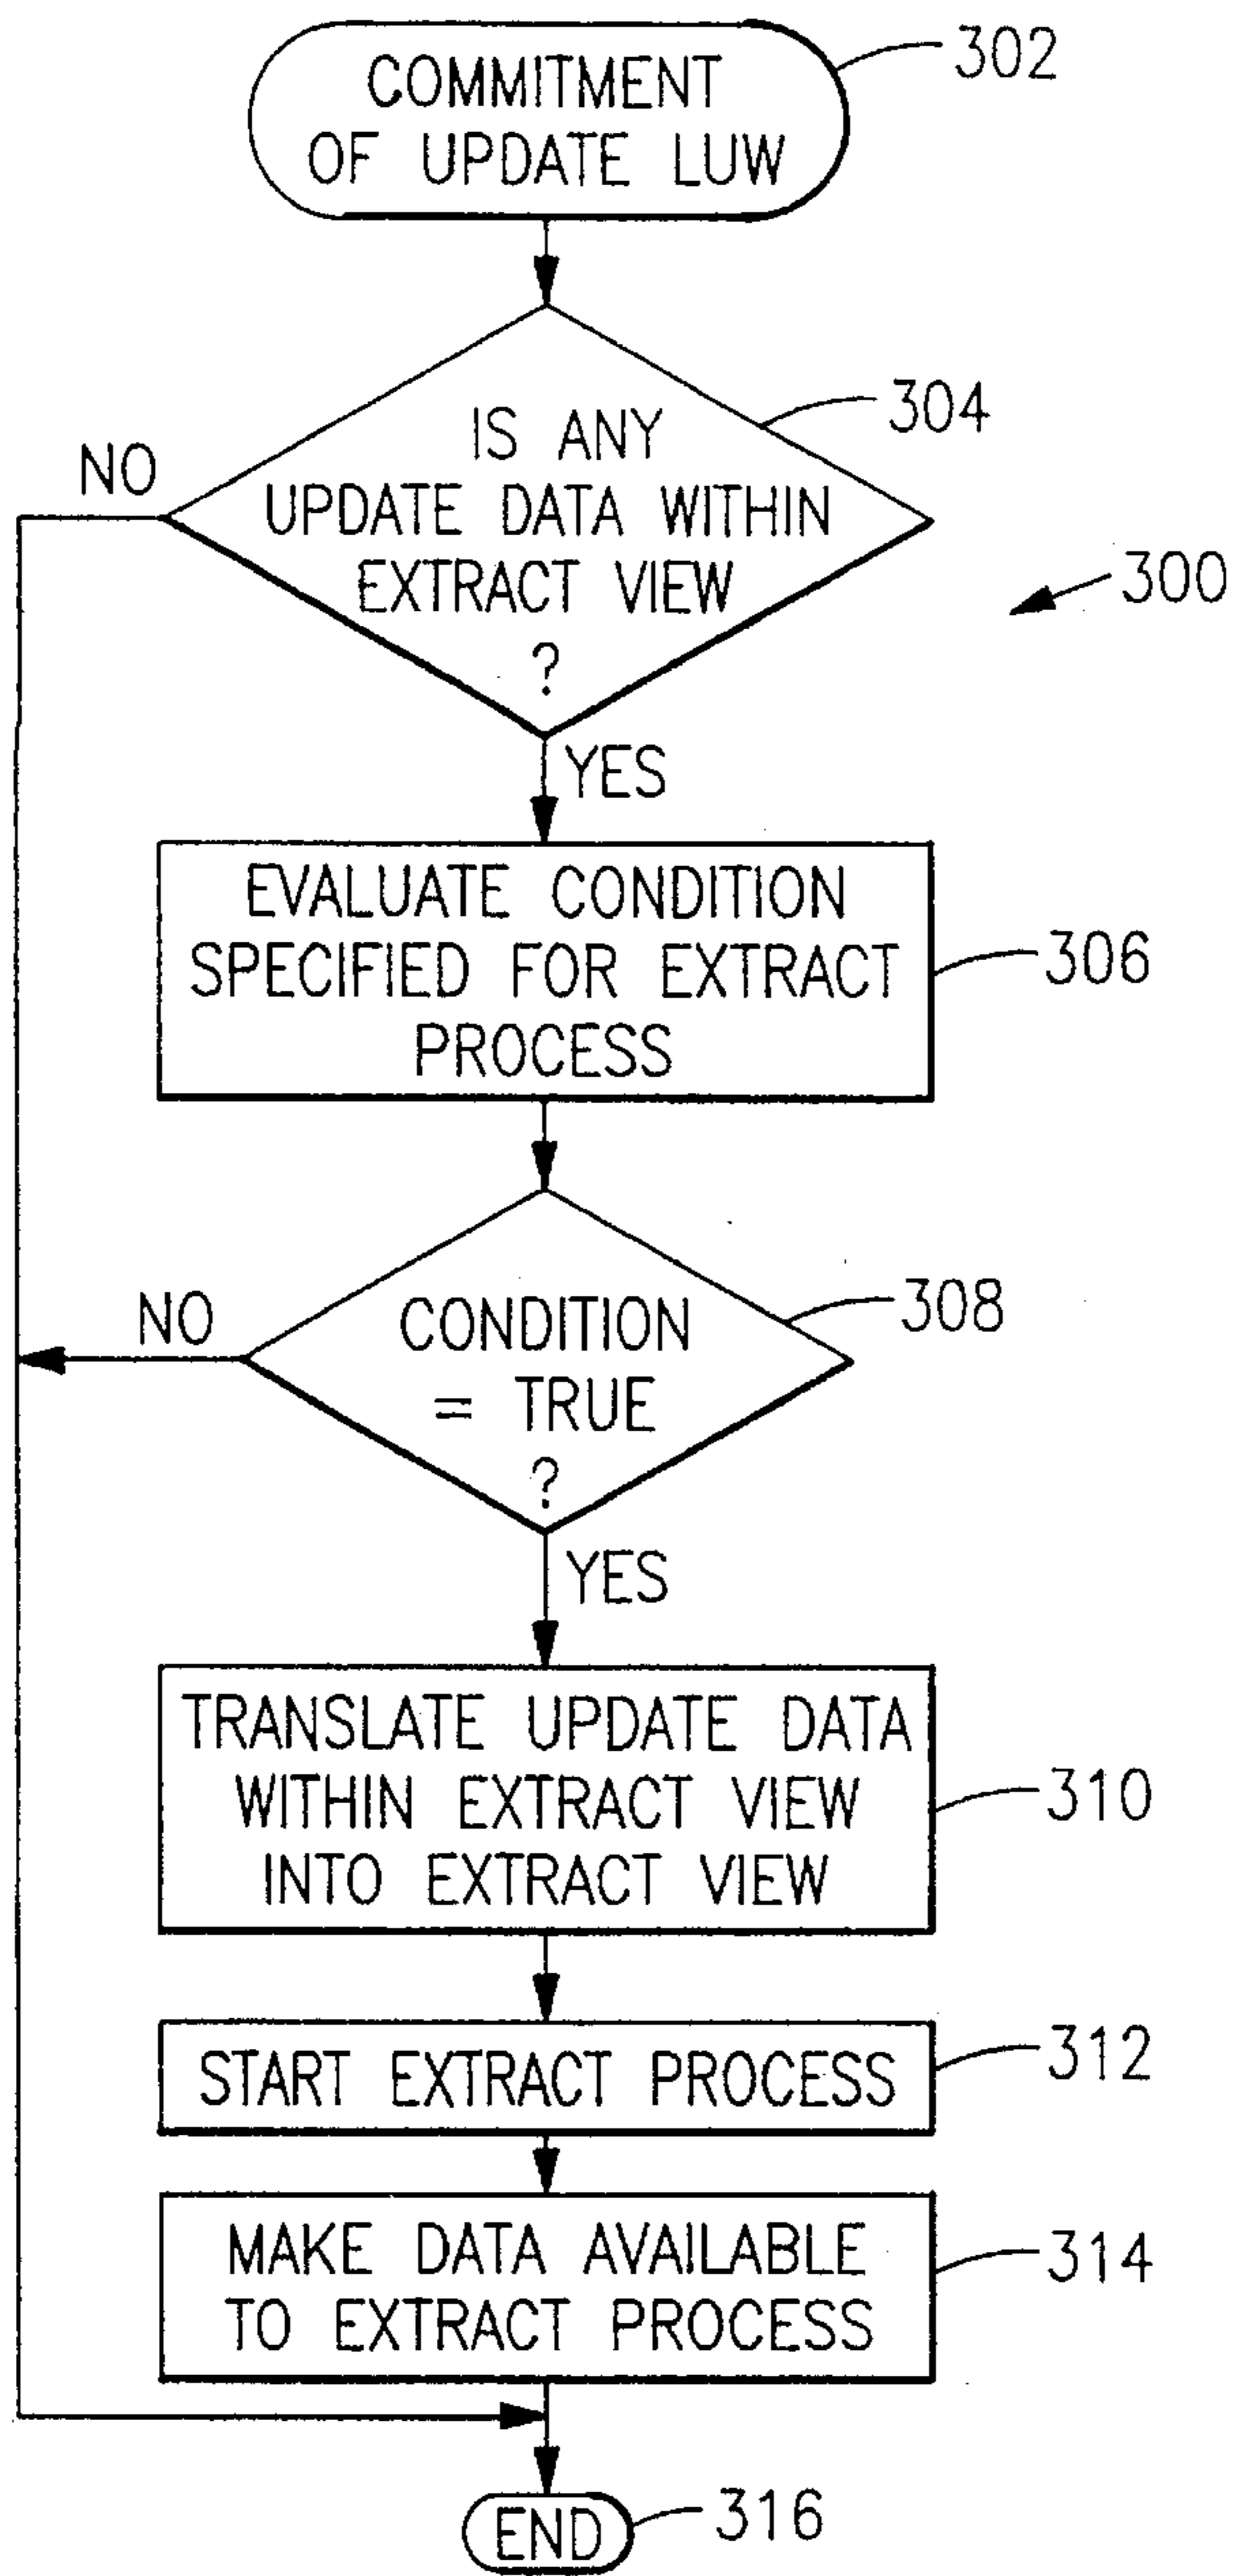 COMMITMENT
OF UPDATE LUW
302
IS ANY
UPDATE DATA WITHIN
EXTRACT VIEW
?
304
NO
300
YES
EVALUATE CONDITION
SPECIFIED FOR EXTRACT
PROCESS
306
CONDITION
= TRUE
?
308
NO
YES
TRANSLATE UPDATE DATA
WITHIN EXTRACT VIEW
INTO EXTRACT VIEW
310
START EXTRACT PROCESS
312
MAKE DATA AVAILABLE
TO EXTRACT PROCESS
314
END
316